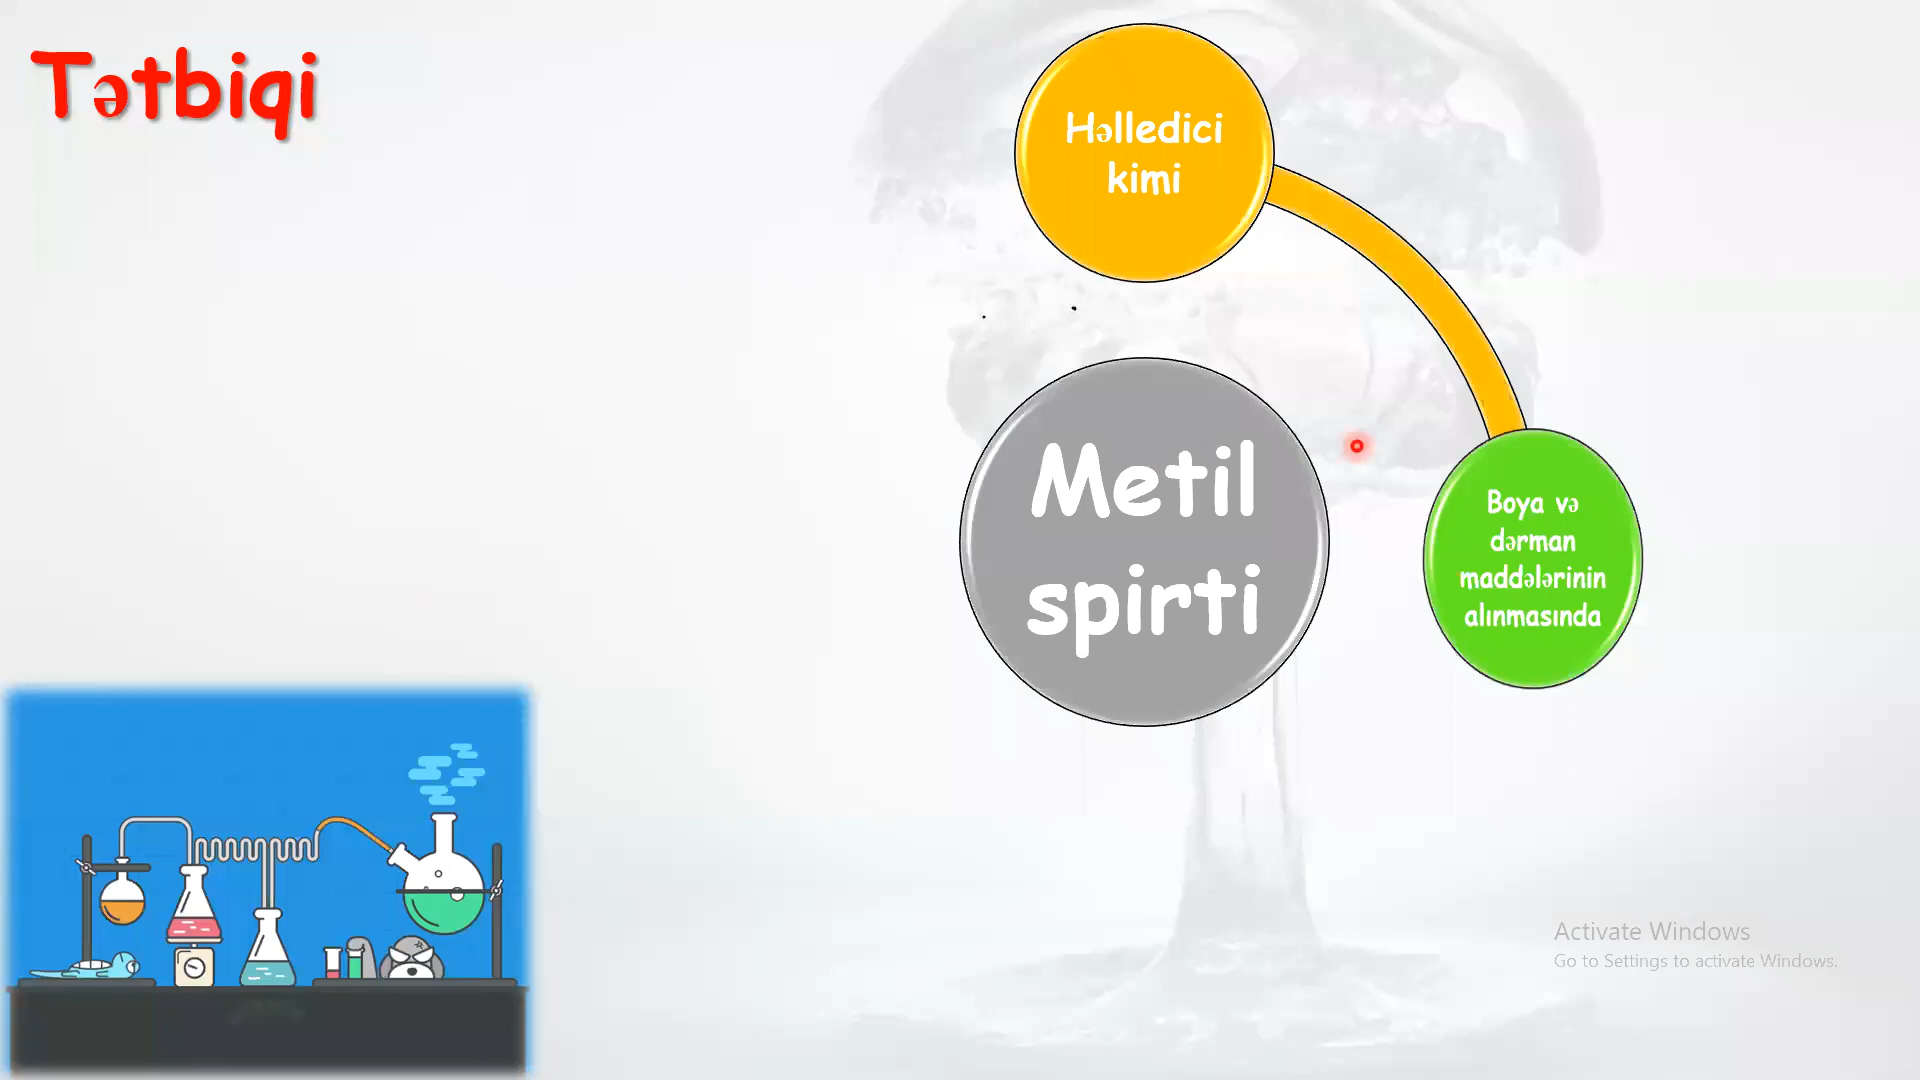 Tətbiqi
Həlledici
kimi
Metil
spirti
Boya və
dərman
maddələrinin
alınmasında
Activate Windows
Go to Settings to activate Windows.